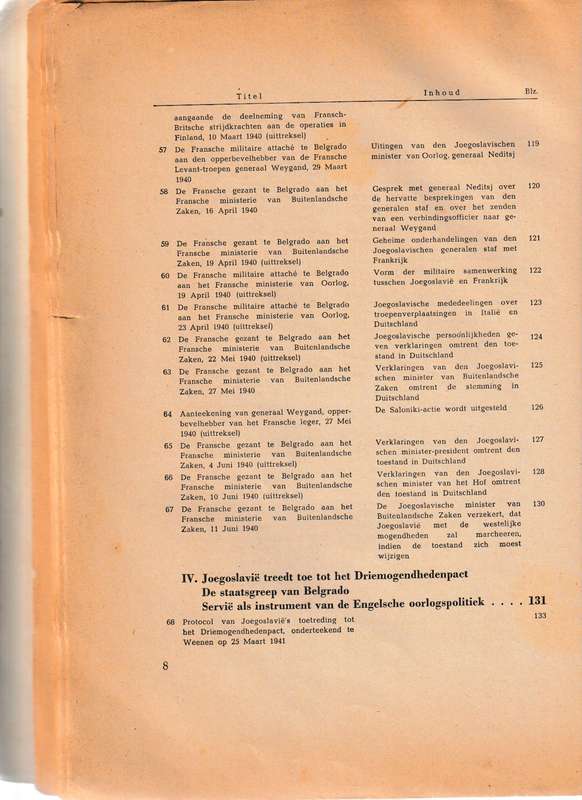 Titel Inhoud Blz.
aangaande de deelneming van Fransch-
Britsche strijdkrachten aan de operaties in
Finland, 10 Maart 1940 (uittreksel)
57 De Fransche militaire attaché te Belgrado
aan den opperbevelhebber van de Fransche
Levant-troepen generaal Weygand, 29 Maart
1940
Uitingen van den Joegoslavischen 119
minister van Oorlog, generaal Neditsj
58 De Fransche gezant te Belgrado aan het
Fransche ministerie van Buitenlandsche
Zaken, 16 April 1940
Gesprek met generaal Neditsj over 120
de hervatte besprekingen van den
generalen staf en over het zenden
van een verbindingsofficier naar ge-
neraal Weygand
59 De Fransche gezant te Belgrado aan het
Fransche ministerie van Buitenlandsche
Zaken, 19 April 1940 (uittreksel)
Geheime onderhandelingen van den 121
Joegoslavischen generalen staf met
Frankrijk
60 De Fransche militaire attaché te Belgrado
aan het Fransche ministerie van Oorlog,
19 April 1940 (uittreksel)
Vorm der militaire samenwerking 122
tusschen Joegoslavië en Frankrijk
61 De Fransche militaire attaché te Belgrado
aan het Fransche ministerie van Oorlog,
23 April 1940 (uittreksel)
Joegoslavische mededeelingen over 123
troepenverplaatsingen in Italië en
Duitschland
62 De Fransche gezant te Belgrado aan het
Fransche ministerie van Buitenlandsche
Zaken, 22 Mei 1940 (uittreksel)
Joegoslavische persoonlijkheden ge- 124
ven verklaringen omtrent den toe-
stand in Duitschland
63 De Fransche gezant te Belgrado aan het
Fransche ministerie van Buitenlandsche
Zaken, 27 Mei 1940
Verklaringen van den Joegoslavi- 125
schen minister van Buitenlandsche
Zaken omtrent de stemming in
Duitschland
64 Aanteekening van generaal Weygand, opper-
bevelhebber van het Fransche leger, 27 Mei
1940 (uittreksel)
De Saloniki-actie wordt uitgesteld 126
65 De Fransche gezant te Belgrado aan het
Fransche ministerie van Buitenlandsche
Zaken, 4 Juni 1940 (uittreksel)
Verklaringen van den Joegoslavi- 127
schen minister-president omtrent den
toestand in Duitschland
66 De Fransche gezant te Belgrado aan het
Fransche ministerie van Buitenlandsche
Zaken, 10 Juni 1940 (uittreksel)
Verklaringen van den Joegoslavi- 128
schen minister van het Hof omtrent
den toestand in Duitschland
67 De Fransche gezant te Belgrado aan het
Fransche ministerie van Buitenlandsche
Zaken, 11 Juni 1940
De Joegoslavische minister van 130
Buitenlandsche Zaken verzekert, dat
Joegoslavië met de westelijke
mogendheden zal marcheeren,
indien de toestand zich moest
wijzigen
IV. Joegoslavië treedt toe tot het Driemogendhedenpact
De staatsgreep van Belgrado
Servië als instrument van de Engelsche oorlogspolitiek . . . . 131
68 Protocol van Joegoslavië's toetreding tot 133
het Driemogendhedenpact, onderteekend te
Weenen op 25 Maart 1941
8